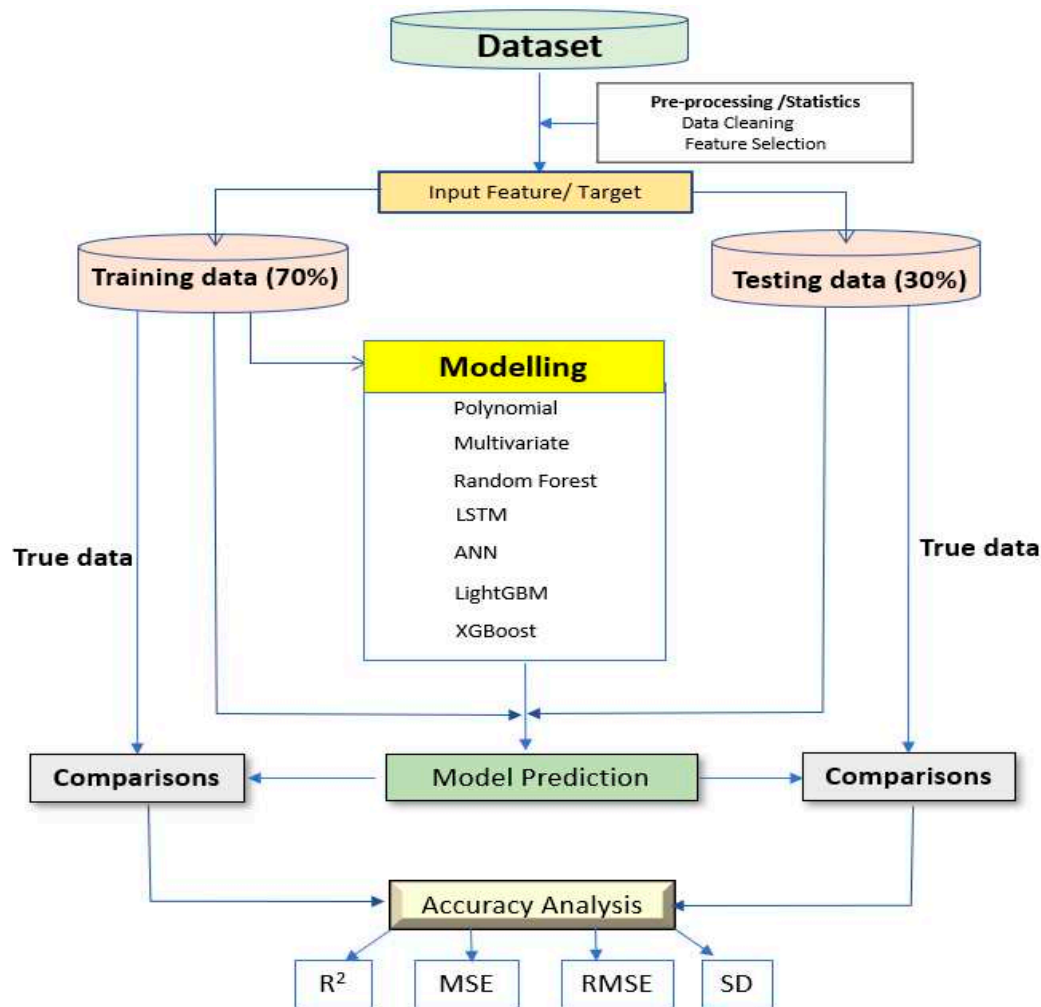 Dataset
Pre-processing /Statistics
Data Cleaning
Feature Selection
Input Feature/ Target
Training data (70%)
Testing data (30%)
Modelling
Polynomial
Multivariate
Random Forest
LSTM
ANN
LightGBM
XGBoost
True data
True data
Comparisons
Model Prediction
Comparisons
Accuracy Analysis
R²
MSE
RMSE
SD